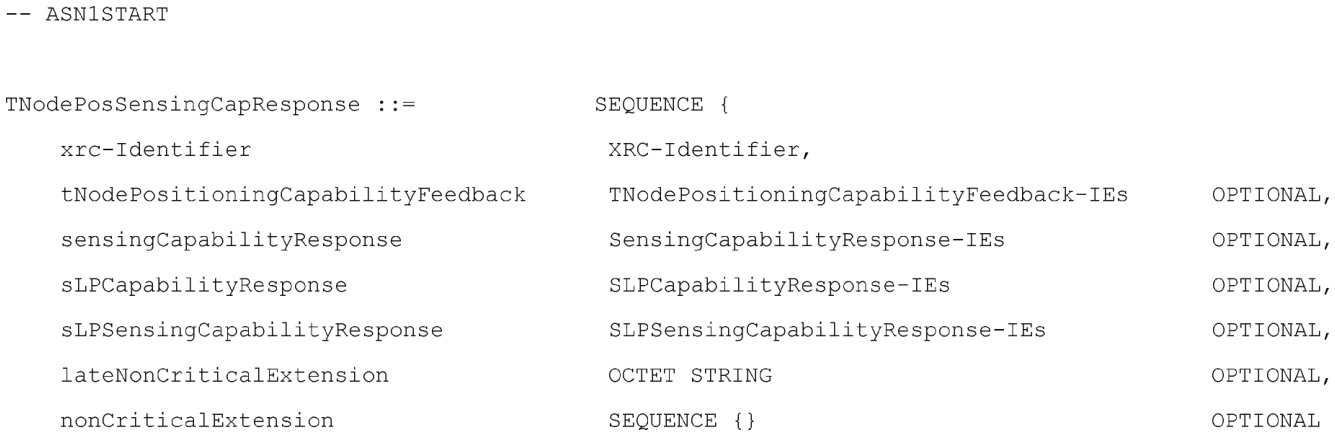 -- ASN1START
TNodePosSensingCapResponse ::= SEQUENCE {
xrc-Identifier XRC-Identifier,
tNodePositioningCapabilityFeedback TNodePositioningCapabilityFeedback-IEs OPTIONAL,
sensingCapabilityResponse SensingCapabilityResponse-IEs OPTIONAL,
sLPCapabilityResponse SLPCapabilityResponse-IEs OPTIONAL,
sLPSensingCapabilityResponse SLPSensingCapabilityResponse-IEs OPTIONAL,
lateNonCriticalExtension OCTET STRING OPTIONAL,
nonCriticalExtension SEQUENCE {} OPTIONAL